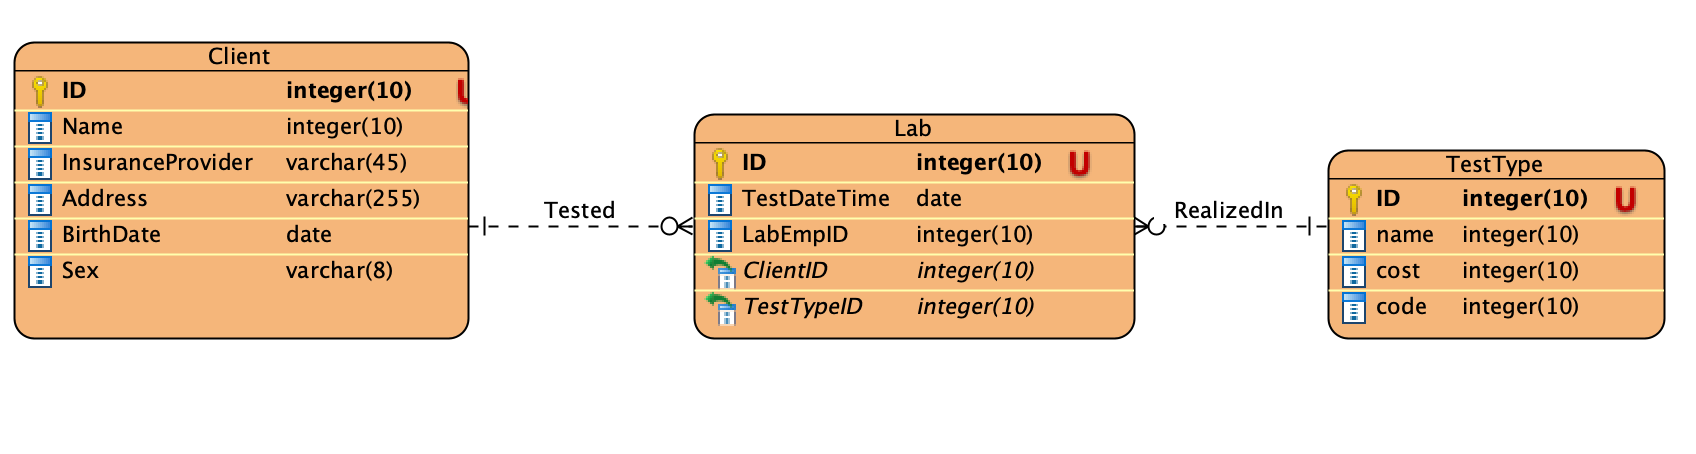 Client
ID integer(10) U
Name integer(10)
InsuranceProvider varchar(45)
Address varchar(255)
BirthDate date
Sex varchar(8)
Tested
Lab
ID integer(10) U
TestDateTime date
LabEmpID integer(10)
ClientID integer(10)
TestTypeID integer(10)
RealizedIn
TestType
ID integer(10) U
name integer(10)
cost integer(10)
code integer(10)